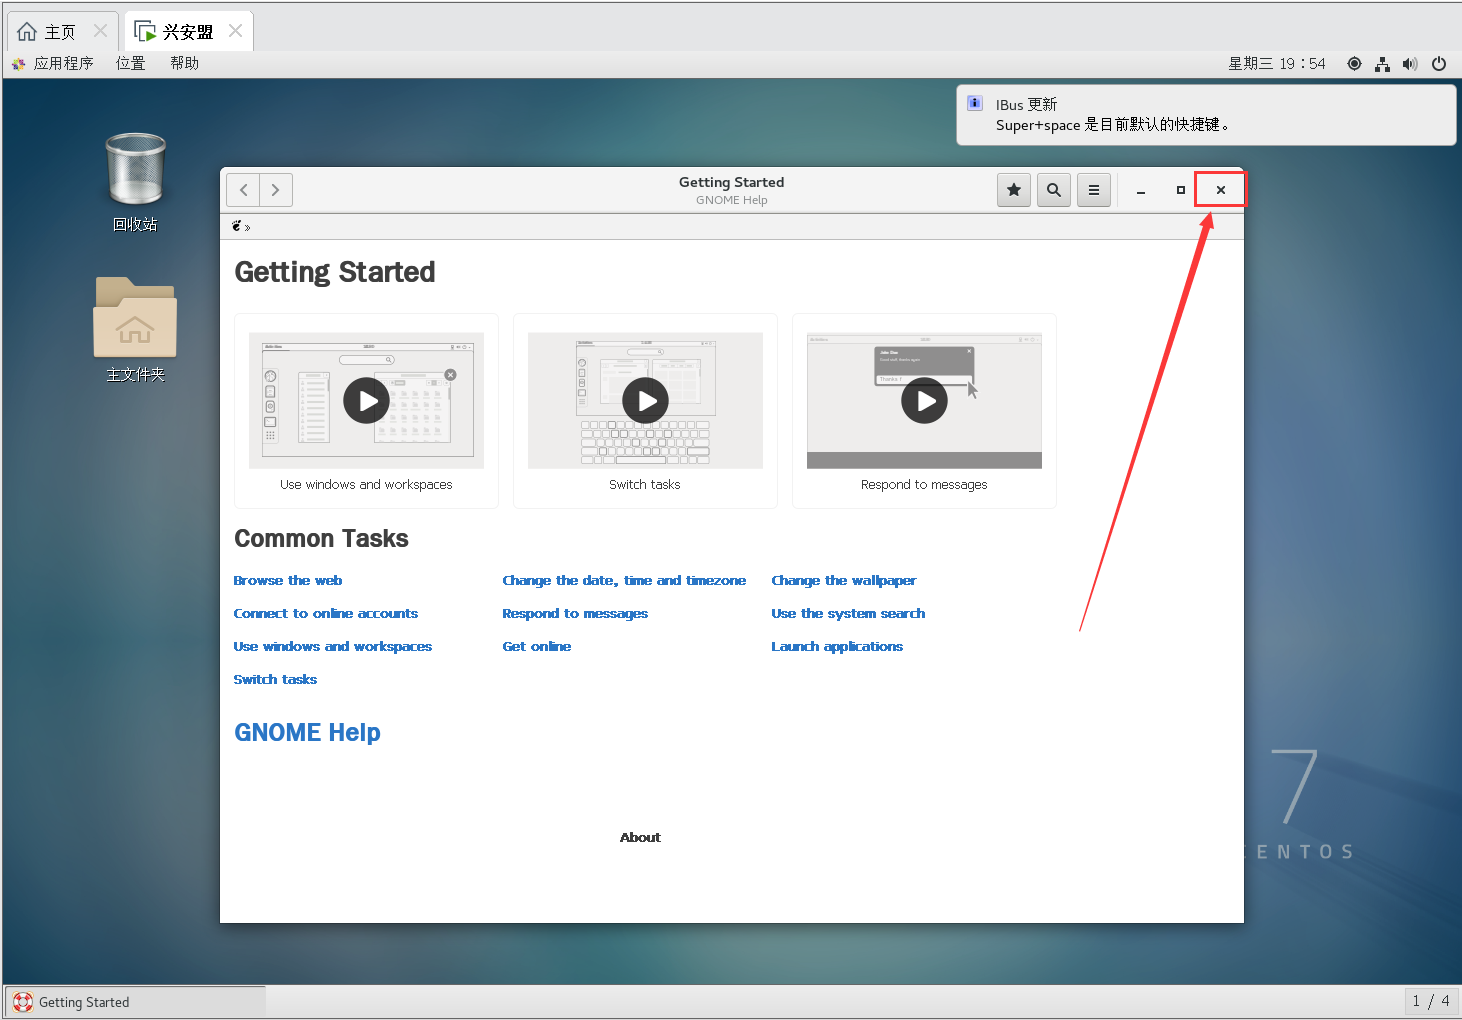 主页
兴安盟
应用程序 位置 帮助
星期三 19：54
IBus 更新
Super+space 是目前默认的快捷键。
回收站
主文件夹
Getting Started
GNOME Help
»
Getting Started
Use windows and workspaces
Switch tasks
Respond to messages
Common Tasks
Browse the web
Change the date, time and timezone
Change the wallpaper
Connect to online accounts
Respond to messages
Use the system search
Use windows and workspaces
Get online
Launch applications
Switch tasks
GNOME Help
About
7
CENTOS
Getting Started
1 / 4